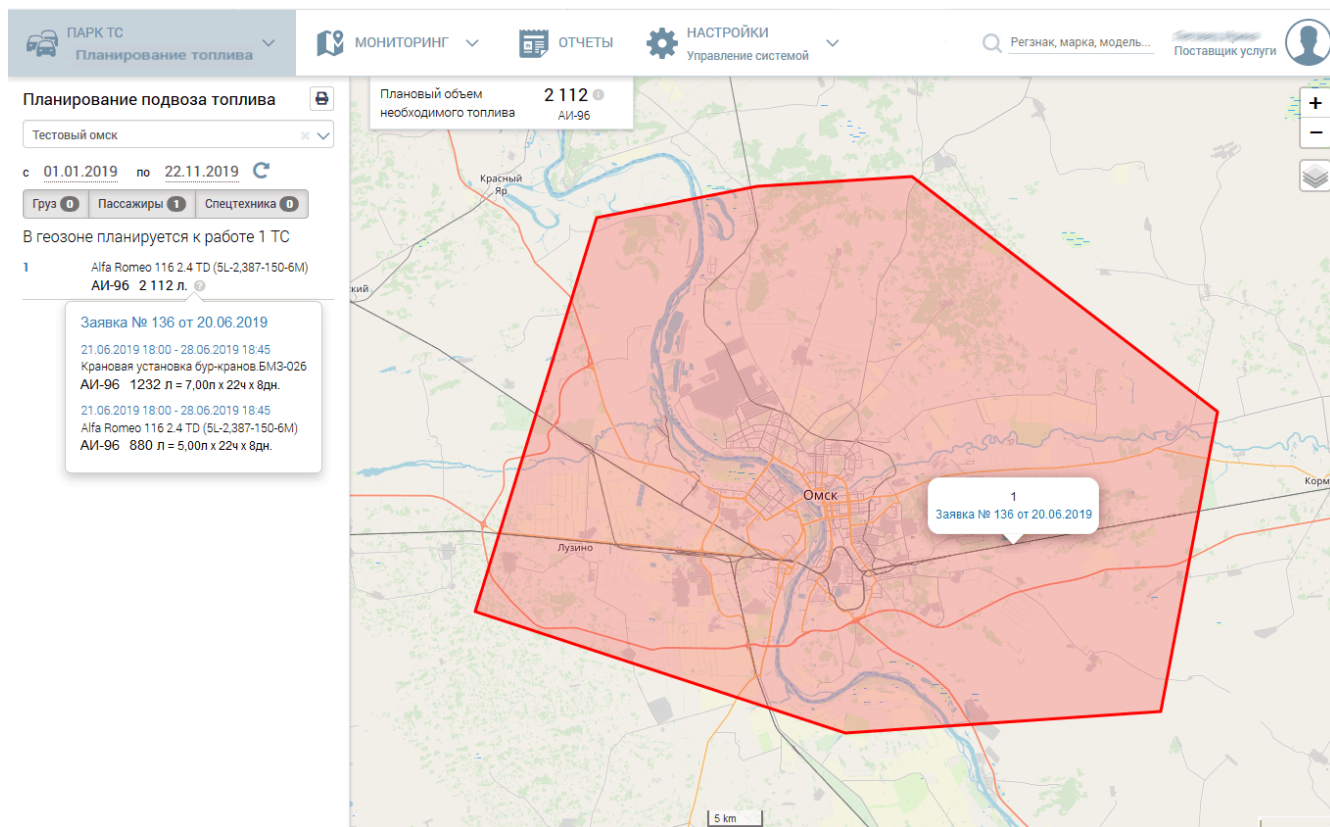 ПАРК ТС
Планирование топлива
МОНИТОРИНГ
ОТЧЕТЫ
НАСТРОЙКИ
Управление системой
Регзнак, марка, модель...
Поставщик услуги
Планирование подвоза топлива
Тестовый омск
с 01.01.2019 по 22.11.2019
Груз 0 Пассажиры 1 Спецтехника 0
В геозоне планируется к работе 1 ТС
1 Alfa Romeo 116 2.4 TD (5L-2,387-150-6M)
АИ-96 2 112 л.
Заявка № 136 от 20.06.2019
21.06.2019 18:00 - 28.06.2019 18:45
Крановая установка бур-кранов.БМЗ-026
АИ-96 1232 л = 7,00л x 22ч x 8дн.
21.06.2019 18:00 - 28.06.2019 18:45
Alfa Romeo 116 2.4 TD (5L-2,387-150-6M)
АИ-96 880 л = 5,00л x 22ч x 8дн.
Плановый объем
необходимого топлива
2 112
АИ-96
+
−
Красный
Яр
ский
Омск
Корм
Лузино
1
Заявка № 136 от 20.06.2019
5 km